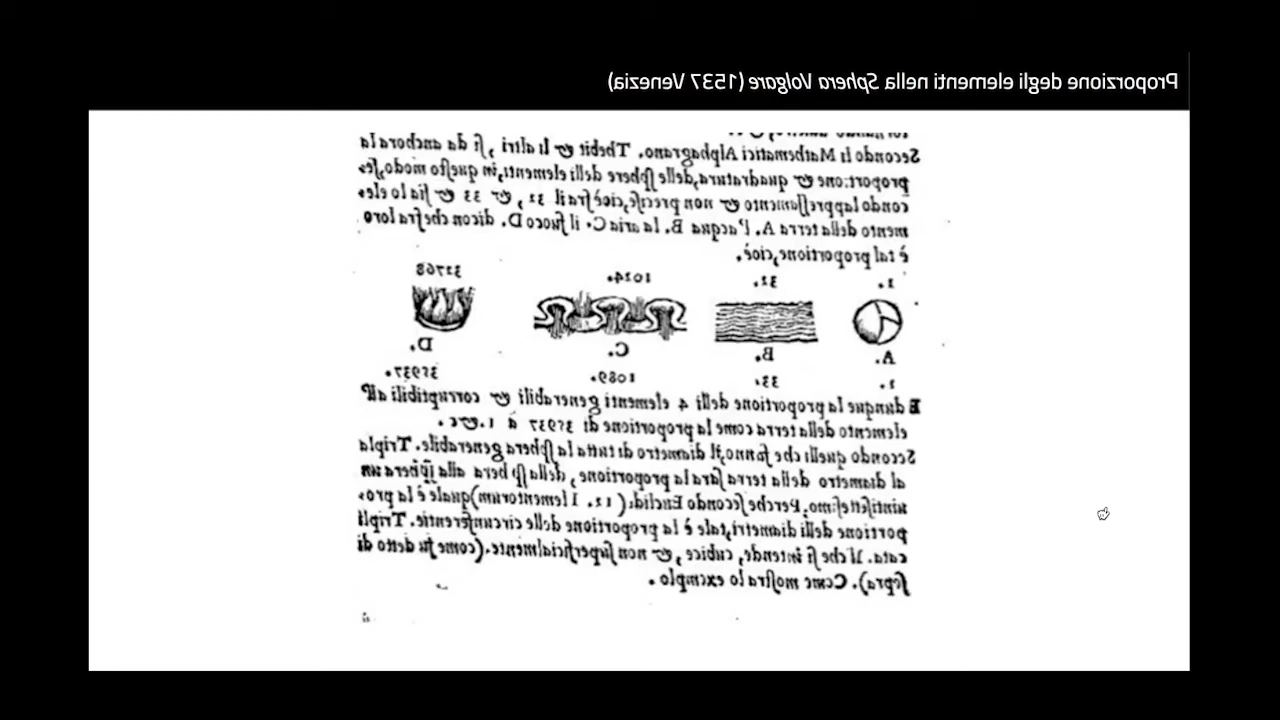 Proporzione degli elementi nella Sphera Volgare (1537 Venezia)
Secondo li Mathematici Alphagrano. Thebit & li altri , ſi da anchora la
proportione & quadratura,delle ſphere delli elementi,in queſto modo,ſe-
condo lappreſſamento & non preciſe,cioé fra il 32 , & 33 & ſia lo ele-
mento della terra A. l'acqua B. la aria C. il fuoco D. dicon che fra loro
é tal proportione,cioé.
1. 32. 1024. 32768
A. B. C. D.
1. 33. 1089. 35937.
E dunque la proportione delli 4 elementi generabili & corruptibili all'
elemento della terra come la proportione di 35937 á 1.&c.
Secondo quelli che fanno,il diametro di tutta la ſphera generabile. Tripla
al diametro della terra ſara la proportione, della ſphera alla ſphera un
vintiſetteſimo, Perche ſecondo Euclide ( 12. Elementorum) quale é la pro-
portione delli diametri,tale é la proportione delle circunferentie. Tripli
cata. Il che ſi intende, cubice ,& non ſuperficialmente.(come fu detto di
ſopra). Come moſtra lo exemplo .